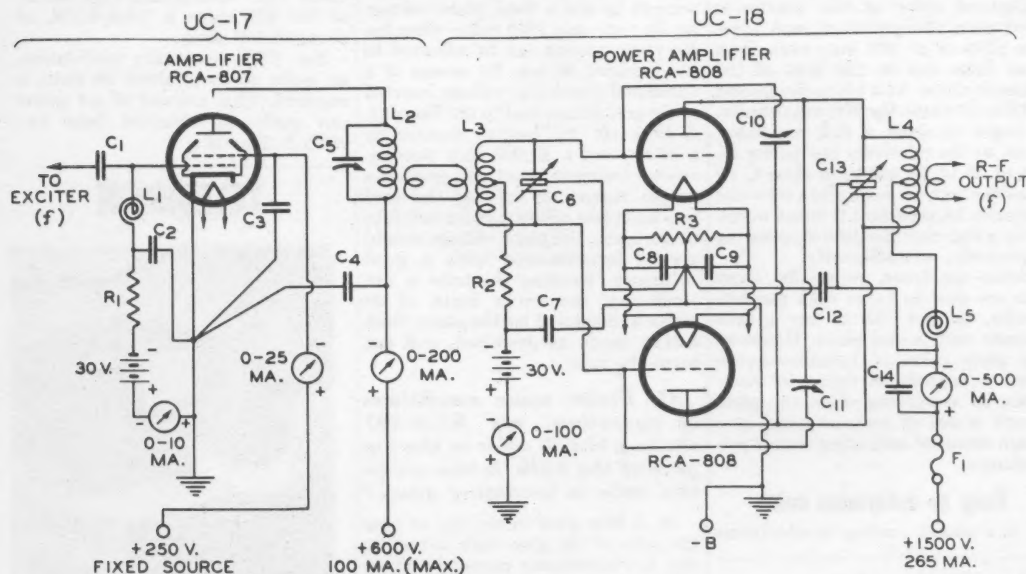 UC-17
UC-18
AMPLIFIER
RCA-807
POWER AMPLIFIER
RCA-808
C1
TO
EXCITER
(f)
L1
C2
R1
30 V.
- +
0-10
MA.
C3
C5
L2
L3
C4
0-25
MA.
- +
0-200
MA.
- +
C6
R2
C7
30V.
- +
0-100
MA.
- +
R3
C8
C9
C10
C11
C12
C13
L4
R-F
OUTPUT
(f)
L5
C14
0-500
MA.
- +
F1
RCA-808
+250 V.
FIXED SOURCE
+600 V.
100 MA.(MAX.)
-B
+1500 V.
265 MA.